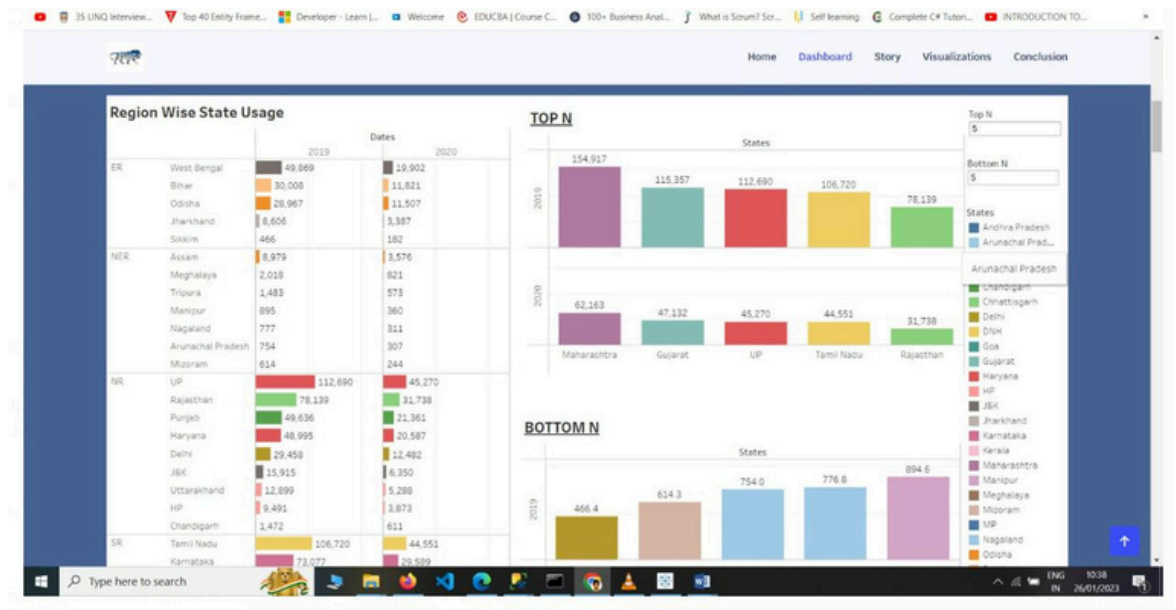 35 LINQ Interview...
Top 40 Entity Frame...
Developer - Learn |...
Welcome
EDUCBA | Course C...
100+ Business Anal...
What is Scrum? Scr...
Self learning
Complete C# Tutori...
INTRODUCTION TO...
»
Home Dashboard Story Visualizations Conclusion
Region Wise State Usage
Dates
2019 2020
ER West Bengal 49,869 19,902
Bihar 30,008 11,821
Odisha 28,967 11,507
Jharkhand 8,606 3,387
Sikkim 466 182
NER Assam 8,979 3,576
Meghalaya 2,018 821
Tripura 1,483 573
Manipur 895 360
Nagaland 777 311
Arunachal Pradesh 754 307
Mizoram 614 244
NR UP 112,690 45,270
Rajasthan 78,139 31,738
Punjab 49,636 21,361
Haryana 48,995 20,587
Delhi 29,458 12,482
J&K 15,915 6,350
Uttarakhand 12,899 5,288
HP 9,491 3,873
Chandigarh 1,472 611
SR Tamil Nadu 106,720 44,551
Karnataka 73,077 29,589
TOP N
States
2019 154,917 115,357 112,690 106,720 78,139
2020 62,163 47,132 45,270 44,551 31,738
Maharashtra Gujarat UP Tamil Nadu Rajasthan
BOTTOM N
States
2019 466.4 614.3 754.0 776.8 894.6
Top N
5
Bottom N
5
States
Andhra Pradesh
Arunachal Prad...
Arunachal Pradesh
Chandigarh
Chhattisgarh
Delhi
DNH
Goa
Gujarat
Haryana
HP
J&K
Jharkhand
Karnataka
Kerala
Maharashtra
Manipur
Meghalaya
Mizoram
MP
Nagaland
Odisha
Type here to search
ENG
IN
10:38
26/01/2023
1